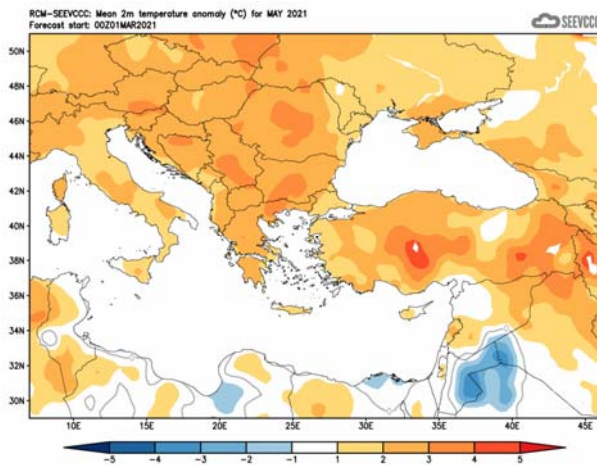 RCM-SEEVCCC: Mean 2m temperature anomaly (°C) for MAY 2021
Forecast start: 00Z01MAR2021
SEEVCCC
50N
48N
46N
44N
42N
40N
38N
36N
34N
32N
30N
10E 15E 20E 25E 30E 35E 40E 45E
-5 -4 -3 -2 -1 1 2 3 4 5